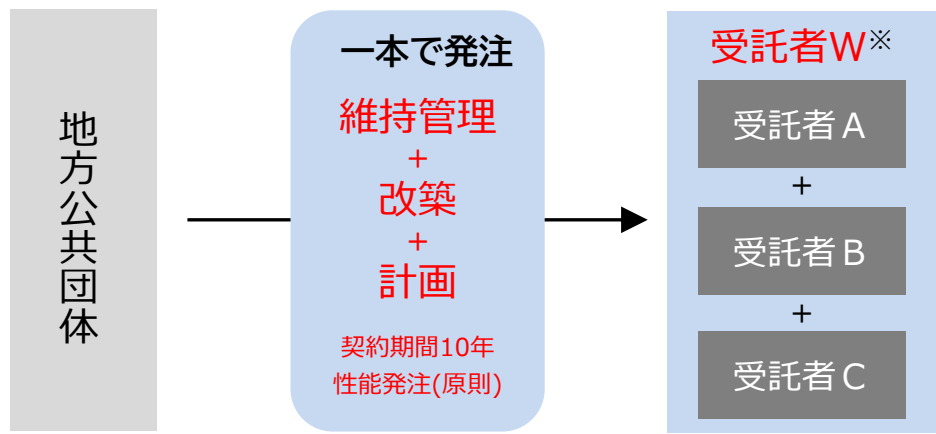 地方公共団体
一本で発注
維持管理
+
改築
+
計画
契約期間10年
性能発注(原則)
受託者W※
受託者A
+
受託者B
+
受託者C